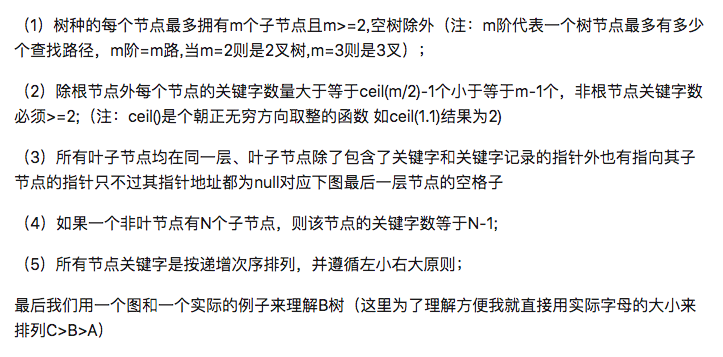 （1）树种的每个节点最多拥有m个子节点且m>=2,空树除外（注：m阶代表一个树节点最多有多少
个查找路径，m阶=m路,当m=2则是2叉树,m=3则是3叉）；
（2）除根节点外每个节点的关键字数量大于等于ceil(m/2)-1个小于等于m-1个，非根节点关键字数
必须>=2;（注：ceil()是个朝正无穷方向取整的函数 如ceil(1.1)结果为2)
（3）所有叶子节点均在同一层、叶子节点除了包含了关键字和关键字记录的指针外也有指向其子
节点的指针只不过其指针地址都为null对应下图最后一层节点的空格子
（4）如果一个非叶节点有N个子节点，则该节点的关键字数等于N-1;
（5）所有节点关键字是按递增次序排列，并遵循左小右大原则；
最后我们用一个图和一个实际的例子来理解B树（这里为了理解方便我就直接用实际字母的大小来
排列C>B>A）